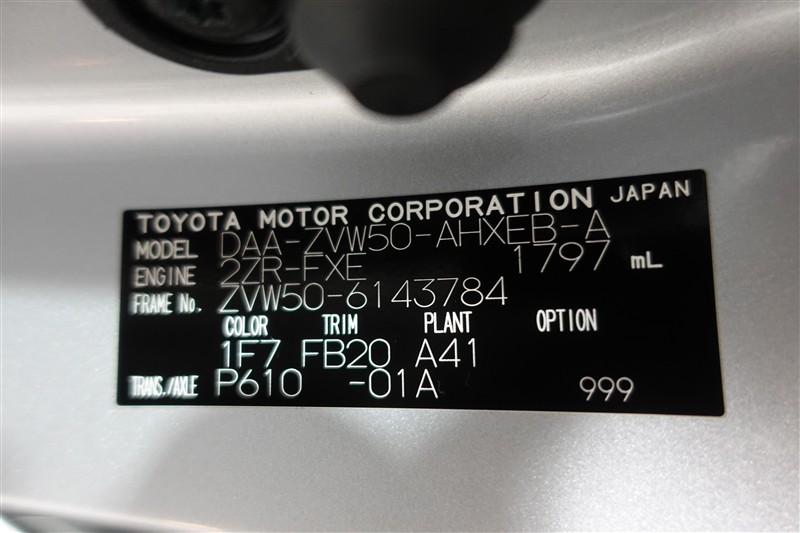 TOYOTA MOTOR CORPORATION JAPAN
MODEL DAA-ZVW50-AHXEB-A
ENGINE 2ZR-FXE 1797 mL
FRAME No. ZVW50-6143784
COLOR TRIM PLANT OPTION
1F7 FB20 A41
TRANS./AXLE P610 -01A 999